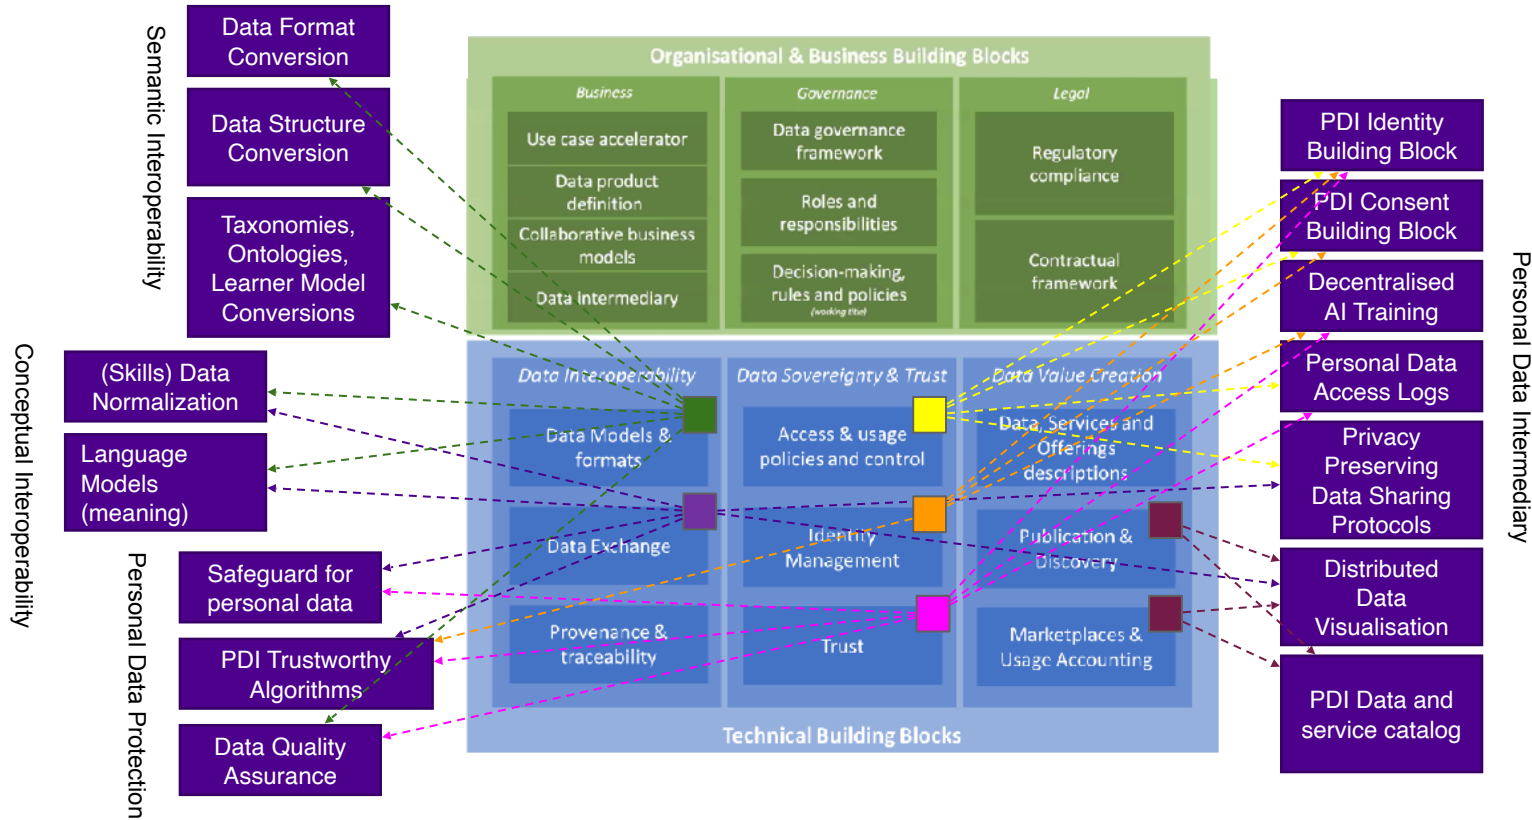 Semantic Interoperability
Data Format
Conversion
Data Structure
Conversion
Taxonomies,
Ontologies,
Learner Model
Conversions
Conceptual Interoperability
(Skills) Data
Normalization
Language
Models
(meaning)
Personal Data Protection
Safeguard for
personal data
PDI Trustworthy
Algorithms
Data Quality
Assurance
Organisational & Business Building Blocks
Business
Use case accelerator
Data product
definition
Collaborative business
models
Data Intermediary
Governance
Data governance
framework
Roles and
responsibilities
Decision-making,
rules and policies
(working title)
Legal
Regulatory
compliance
Contractual
framework
Data Interoperability
Data Models &
formats
Data Exchange
Provenance &
traceability
Data Sovereignty & Trust
Access & usage
policies and control
Identity
Management
Trust
Data Value Creation
Data, Services and
Offerings
descriptions
Publication &
Discovery
Marketplaces &
Usage Accounting
Technical Building Blocks
PDI Identity
Building Block
PDI Consent
Building Block
Decentralised
AI Training
Personal Data
Access Logs
Privacy
Preserving
Data Sharing
Protocols
Distributed
Data
Visualisation
PDI Data and
service catalog
Personal Data Intermediary